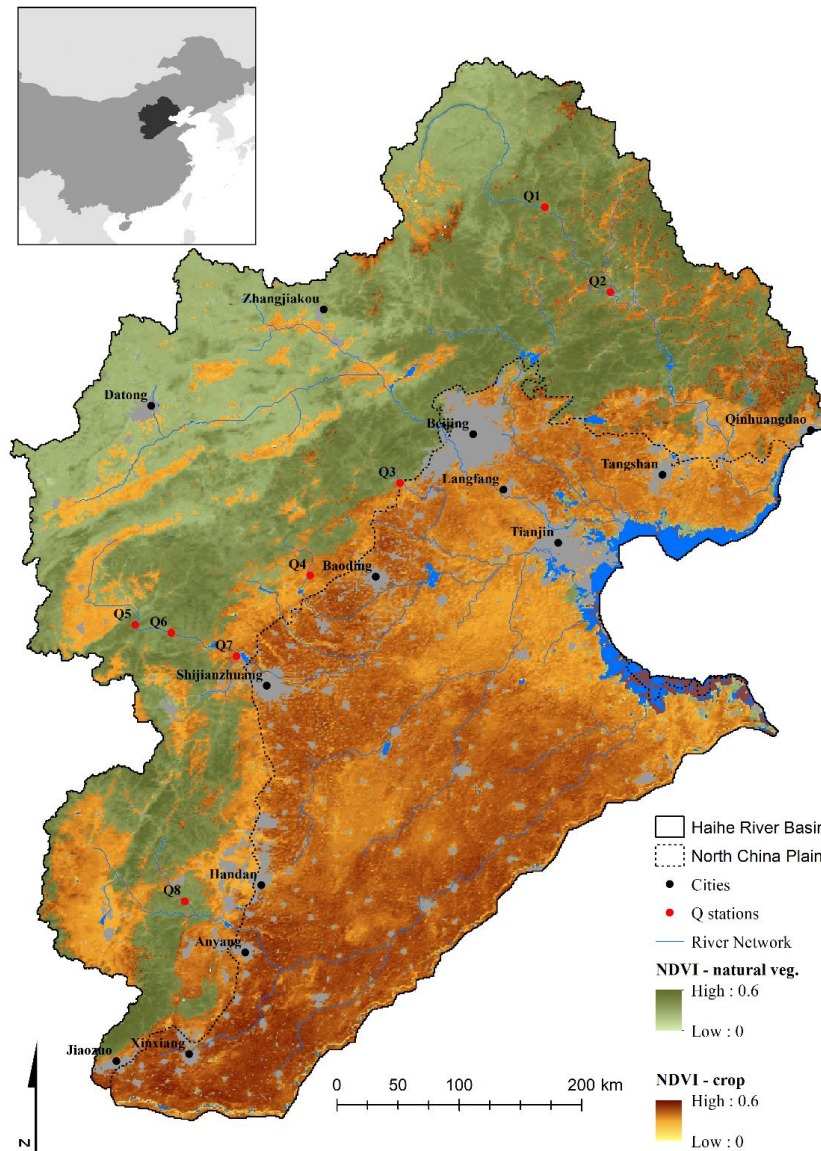 Q1
Q2
Zhangjiakou
Datong
Beijing
Qinhuangdao
Q3
Langfang
Tangshan
Tianjin
Q4
Baoding
Q5
Q6
Q7
Shijianzhuang
Haihe River Basin
North China Plain
Handan
Cities
Q8
Q stations
Anyang
River Network
NDVI - natural veg.
High : 0.6
Low : 0
Jiaozuo
Xinxiang
NDVI - crop
High : 0.6
Low : 0
0 50 100 200 km
N